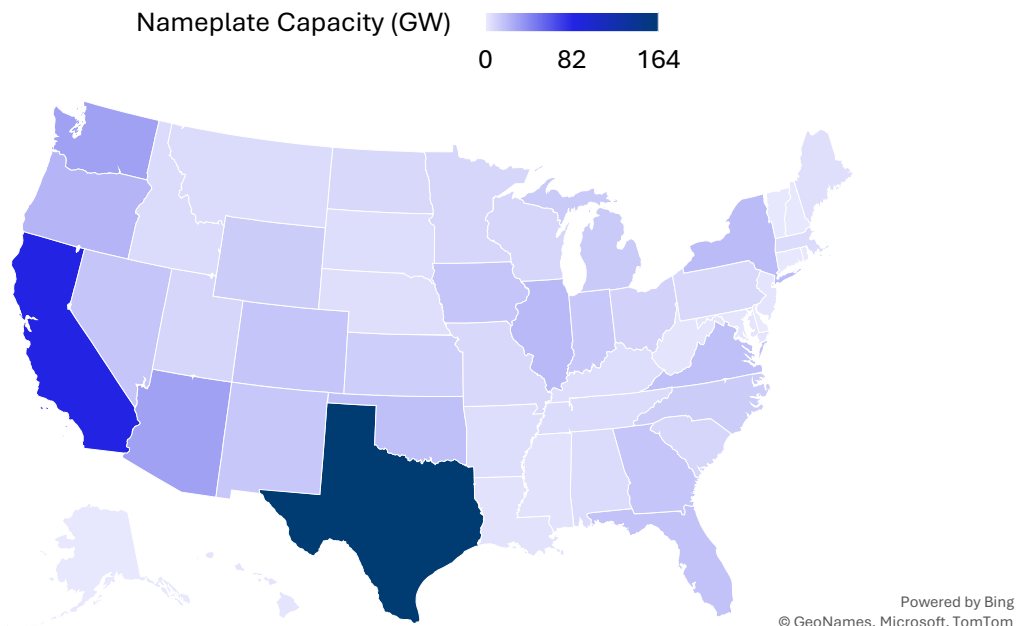 Nameplate Capacity (GW)
0 82 164
Powered by Bing
© GeoNames, Microsoft, TomTom